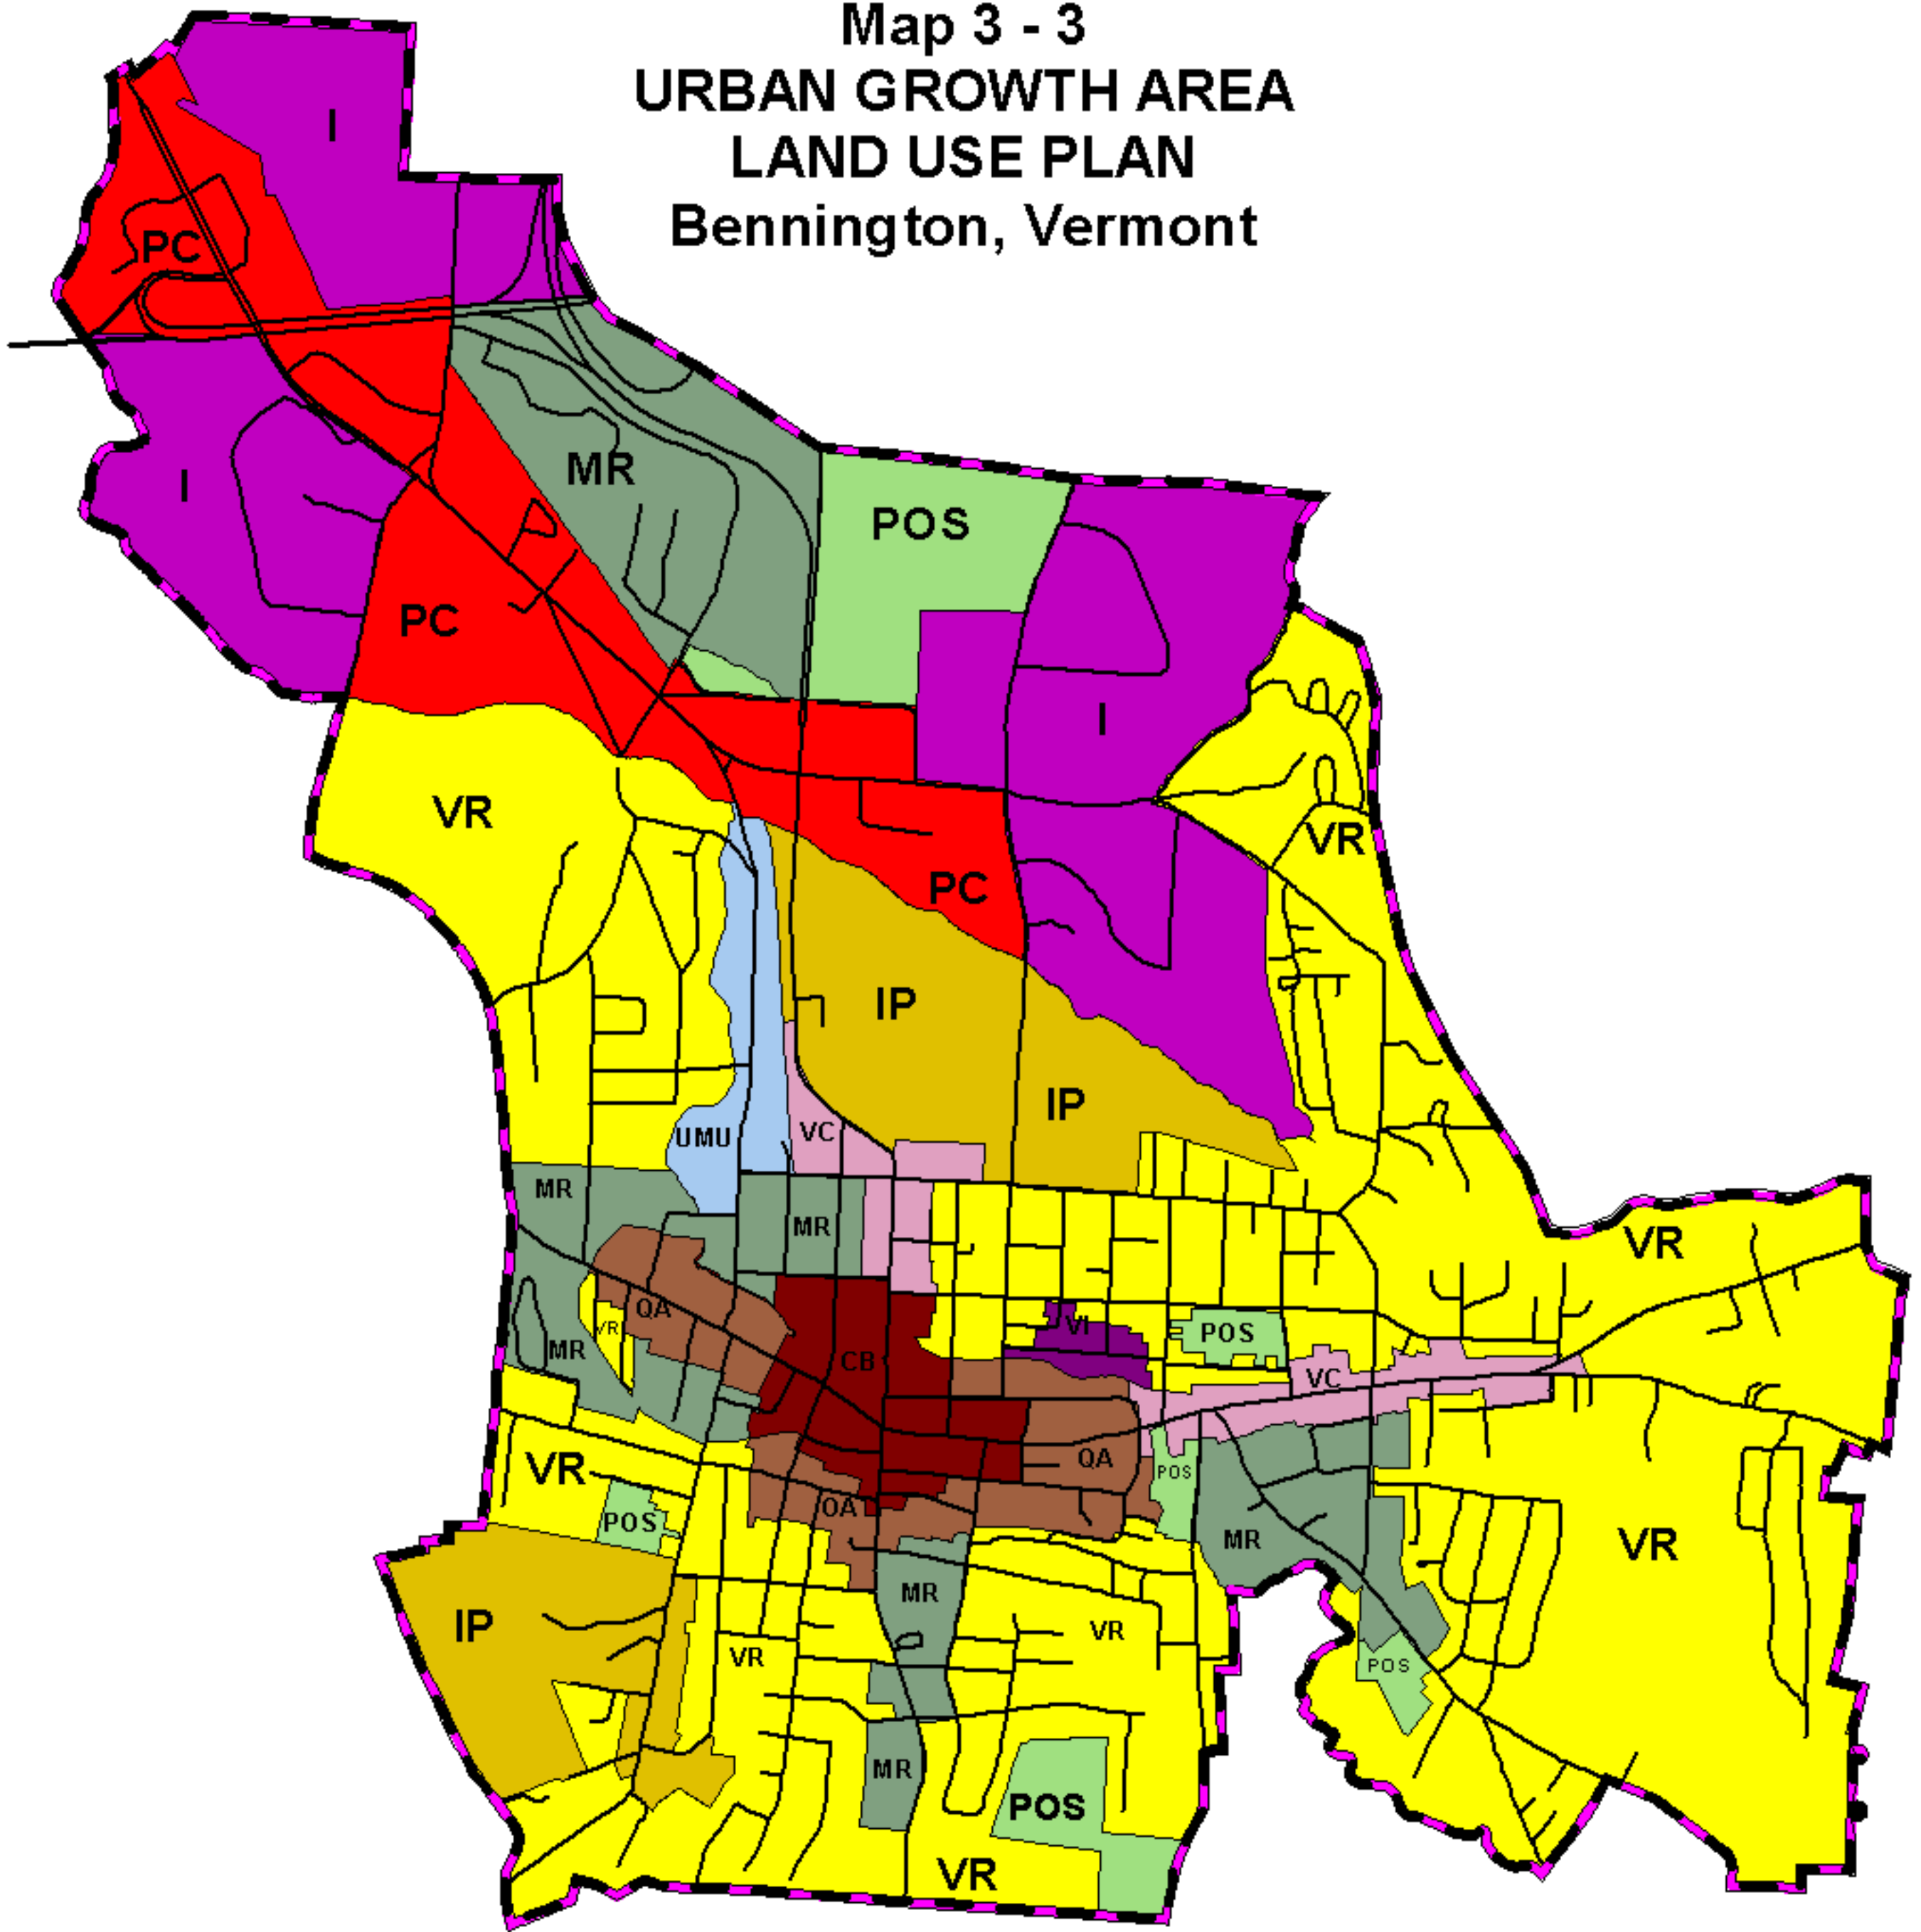 Map 3 - 3
URBAN GROWTH AREA
LAND USE PLAN
Bennington, Vermont
I
PC
MR
I
POS
PC
I
VR
VR
PC
IP
IP
UMU
VC
MR
MR
VR
QA
VR
VI
POS
MR
CB
VC
QA
VR
POS
OA
POS
MR
VR
MR
IP
VR
VR
POS
MR
POS
VR